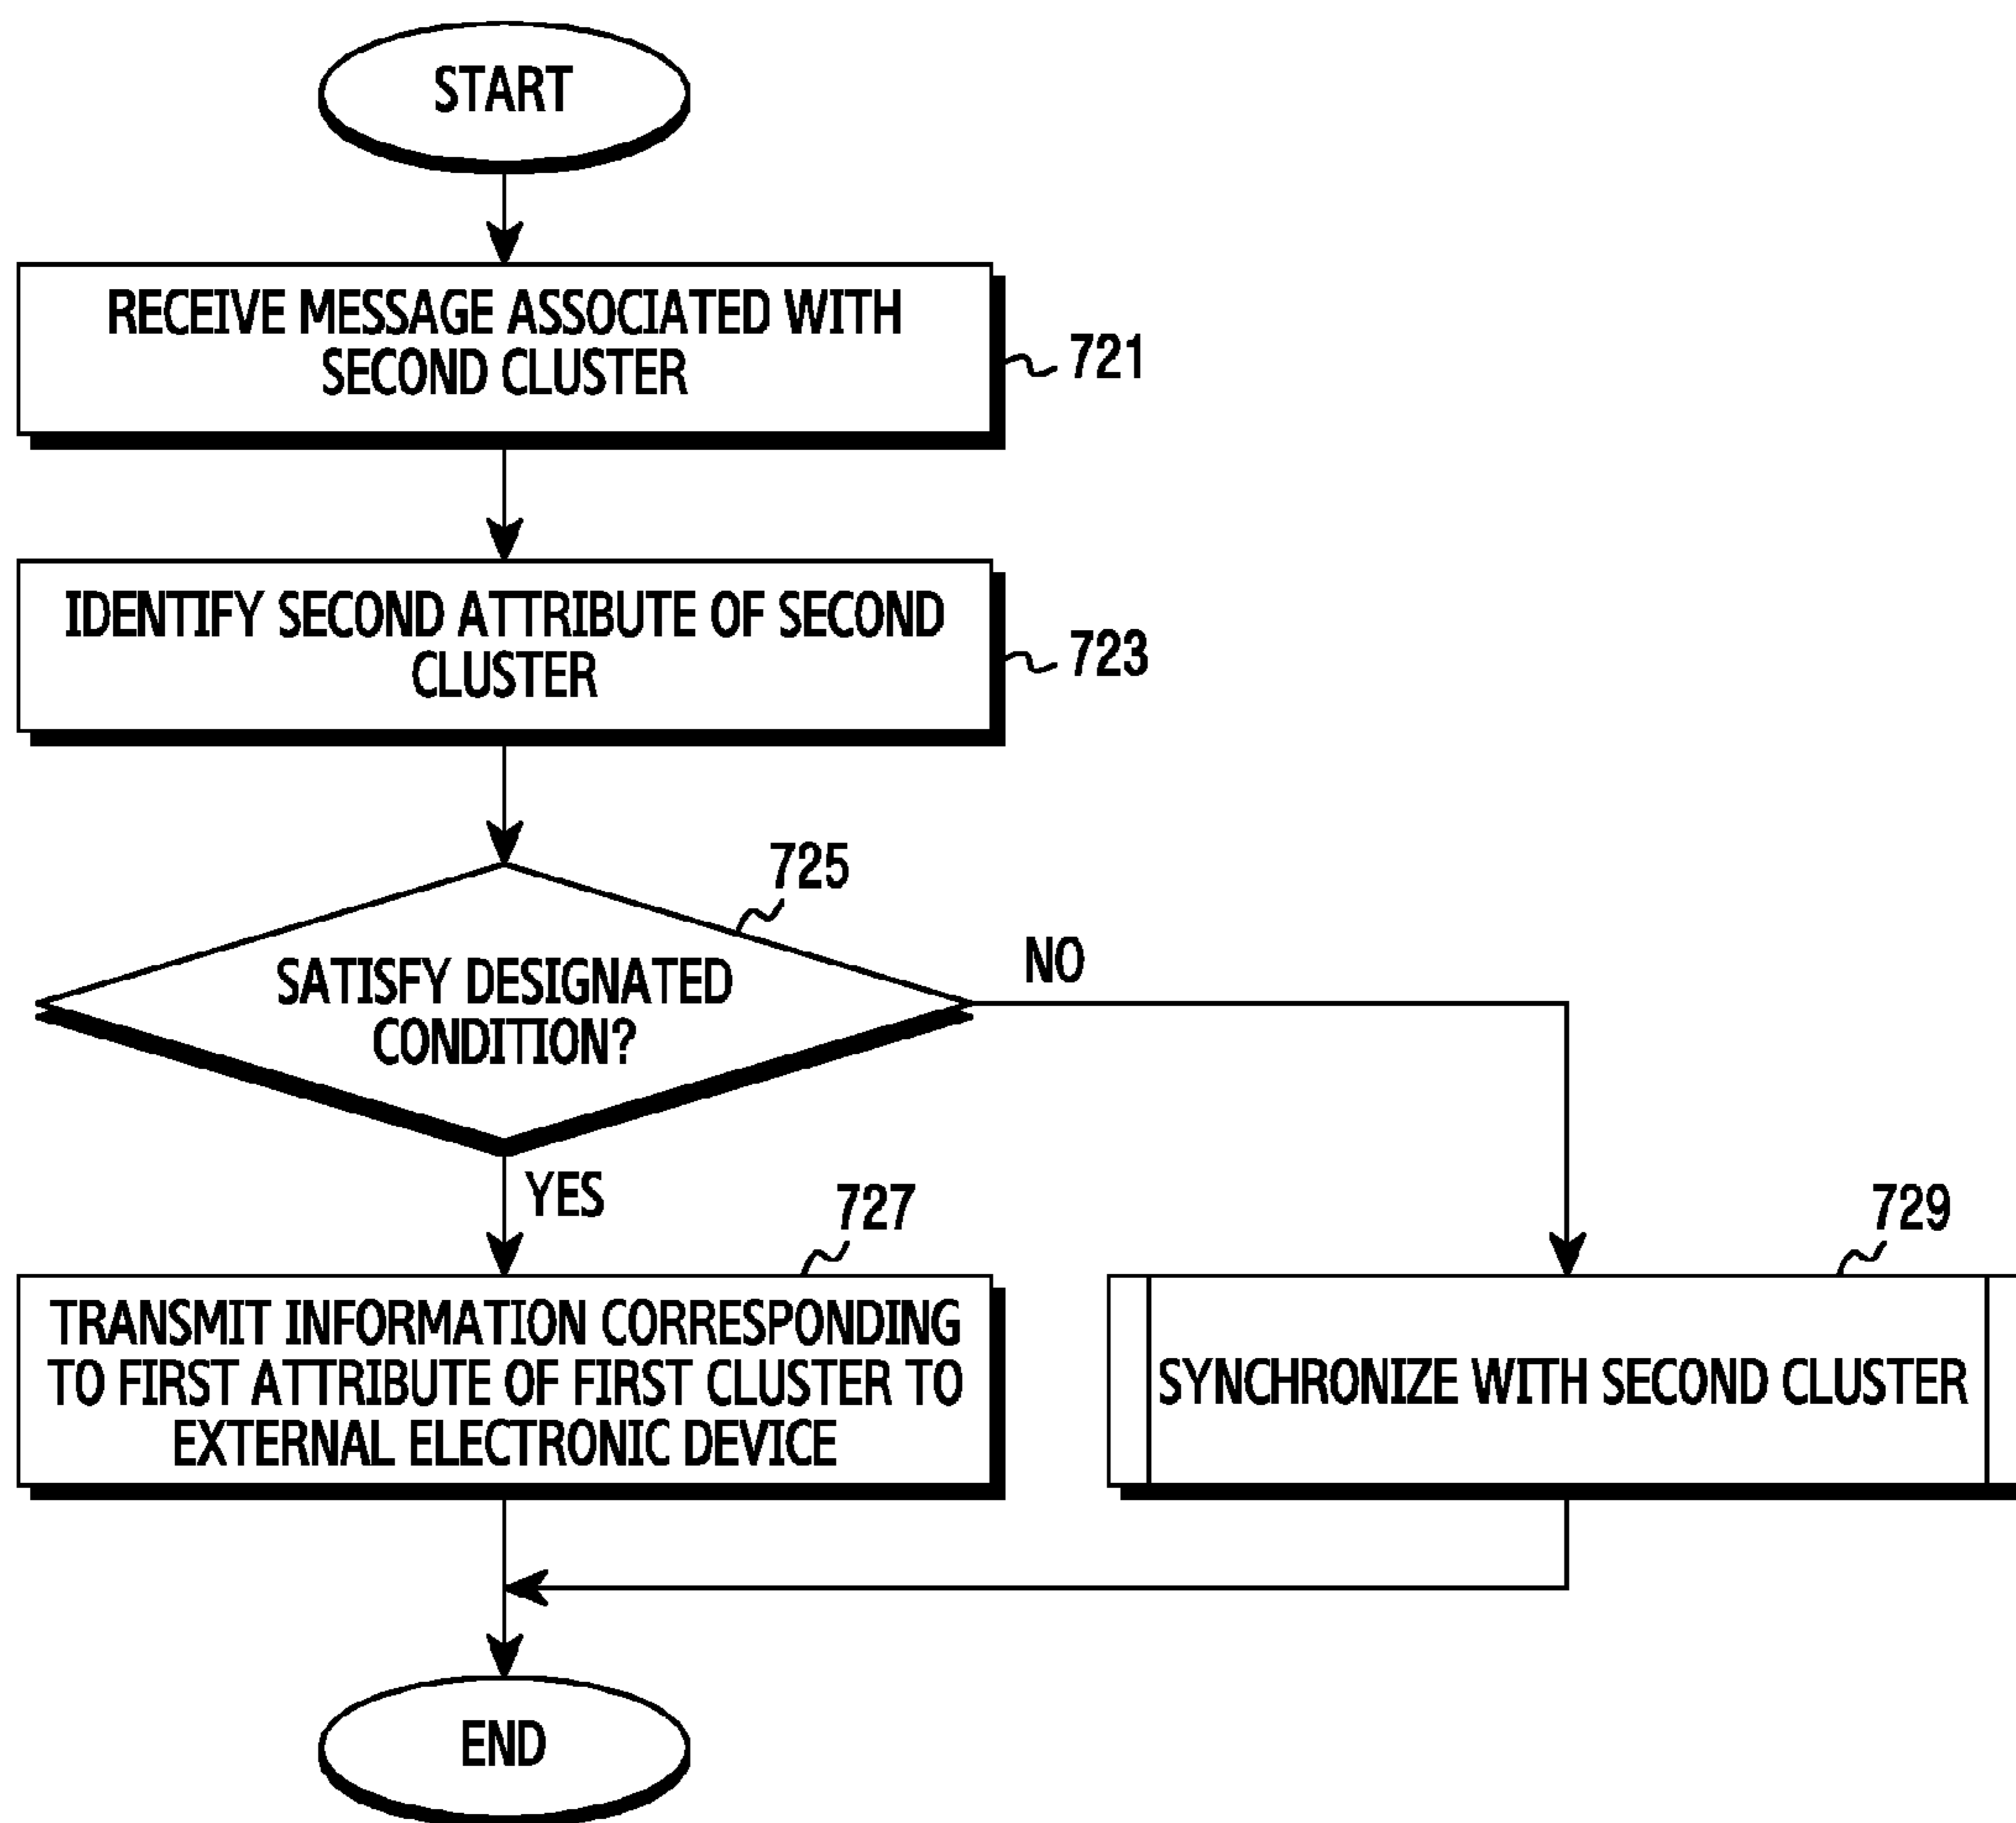 START
RECEIVE MESSAGE ASSOCIATED WITH
SECOND CLUSTER
721
IDENTIFY SECOND ATTRIBUTE OF SECOND
CLUSTER
723
725
SATISFY DESIGNATED
CONDITION?
NO
YES
727
TRANSMIT INFORMATION CORRESPONDING
TO FIRST ATTRIBUTE OF FIRST CLUSTER TO
EXTERNAL ELECTRONIC DEVICE
729
SYNCHRONIZE WITH SECOND CLUSTER
END